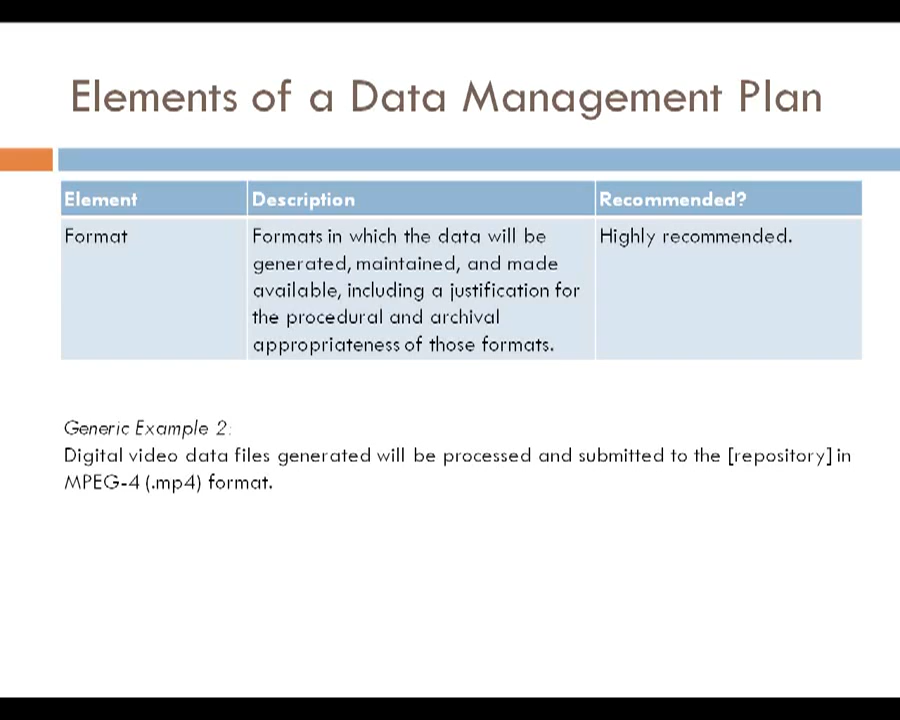 Elements of a Data Management Plan
Element
Description
Recommended?
Format
Formats in which the data will be
generated, maintained, and made
available, including a justification for
the procedural and archival
appropriateness of those formats.
Highly recommended.
Generic Example 2:
Digital video data files generated will be processed and submitted to the [repository] in
MPEG-4 (.mp4) format.